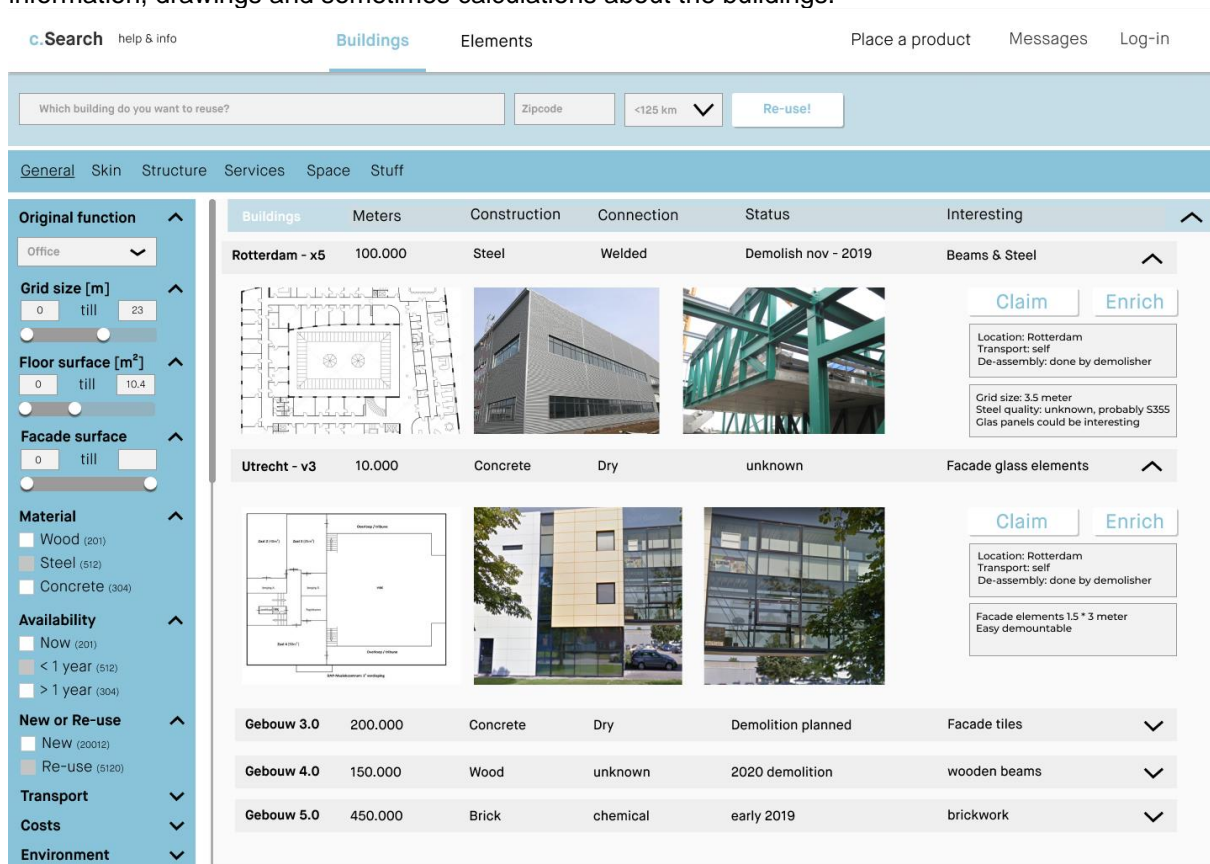 information, drawings and sometimes calculations about the buildings.
c.Search help & info Buildings Elements Place a product Messages Log-in
Which building do you want to reuse? Zipcode <125 km Re-use!
General Skin Structure Services Space Stuff
Original function
Office
Grid size [m]
0 till 23
Floor surface [m²]
0 till 10.4
Facade surface
0 till
Material
Wood (201)
Steel (512)
Concrete (304)
Availability
Now (201)
< 1 year (512)
> 1 year (304)
New or Re-use
New (20012)
Re-use (5120)
Transport
Costs
Environment
Buildings Meters Construction Connection Status Interesting
Rotterdam - x5 100.000 Steel Welded Demolish nov - 2019 Beams & Steel
Claim Enrich
Location: Rotterdam
Transport: self
De-assembly: done by demolisher
Grid size: 3.5 meter
Steel quality: unknown, probably S355
Glas panels could be interesting
Utrecht - v3 10.000 Concrete Dry unknown Facade glass elements
Claim Enrich
Location: Rotterdam
Transport: self
De-assembly: done by demolisher
Facade elements 1.5 * 3 meter
Easy demountable
Gebouw 3.0 200.000 Concrete Dry Demolition planned Facade tiles
Gebouw 4.0 150.000 Wood unknown 2020 demolition wooden beams
Gebouw 5.0 450.000 Brick chemical early 2019 brickwork